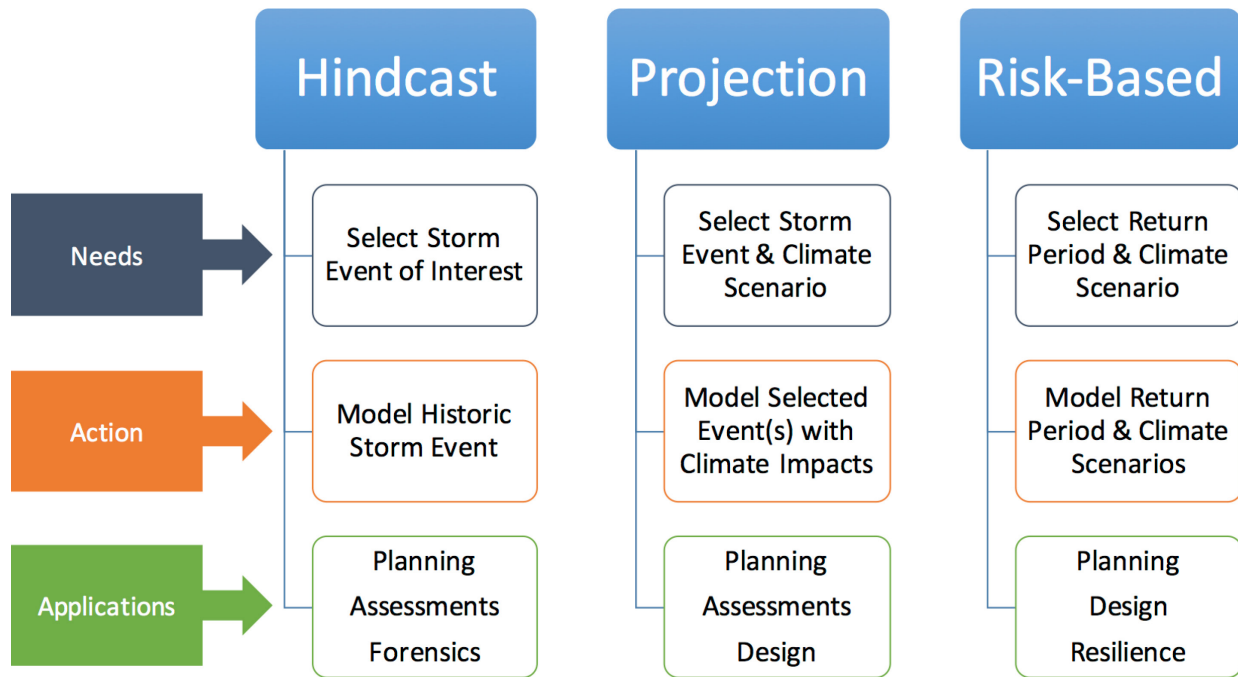 Hindcast
Projection
Risk-Based
Needs
Select Storm
Event of Interest
Select Storm
Event & Climate
Scenario
Select Return
Period & Climate
Scenario
Action
Model Historic
Storm Event
Model Selected
Event(s) with
Climate Impacts
Model Return
Period & Climate
Scenarios
Applications
Planning
Assessments
Forensics
Planning
Assessments
Design
Planning
Design
Resilience